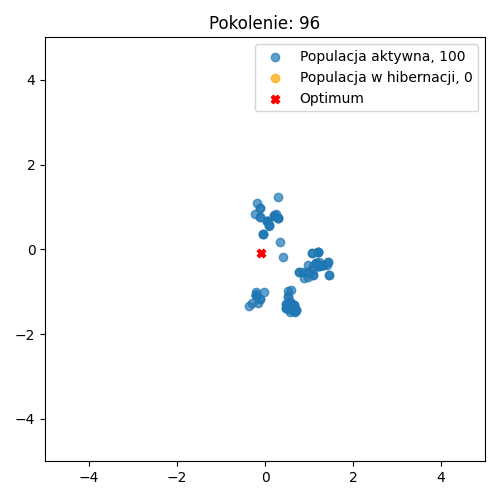 Pokolenie: 96
Populacja aktywna, 100
Populacja w hibernacji, 0
Optimum
4
2
0
−2
−4
−4 −2 0 2 4